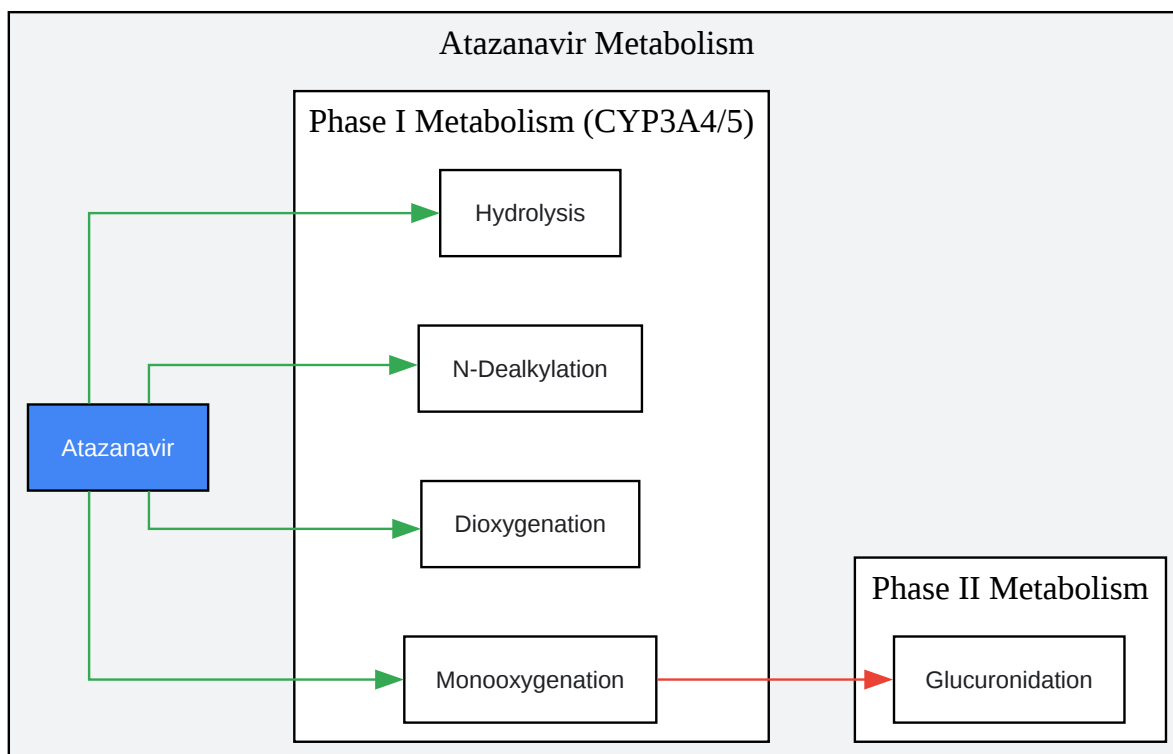 Atazanavir Metabolism
Phase I Metabolism (CYP3A4/5)
Hydrolysis
N-Dealkylation
Atazanavir
Dioxygenation
Phase II Metabolism
Monooxygenation
Glucuronidation